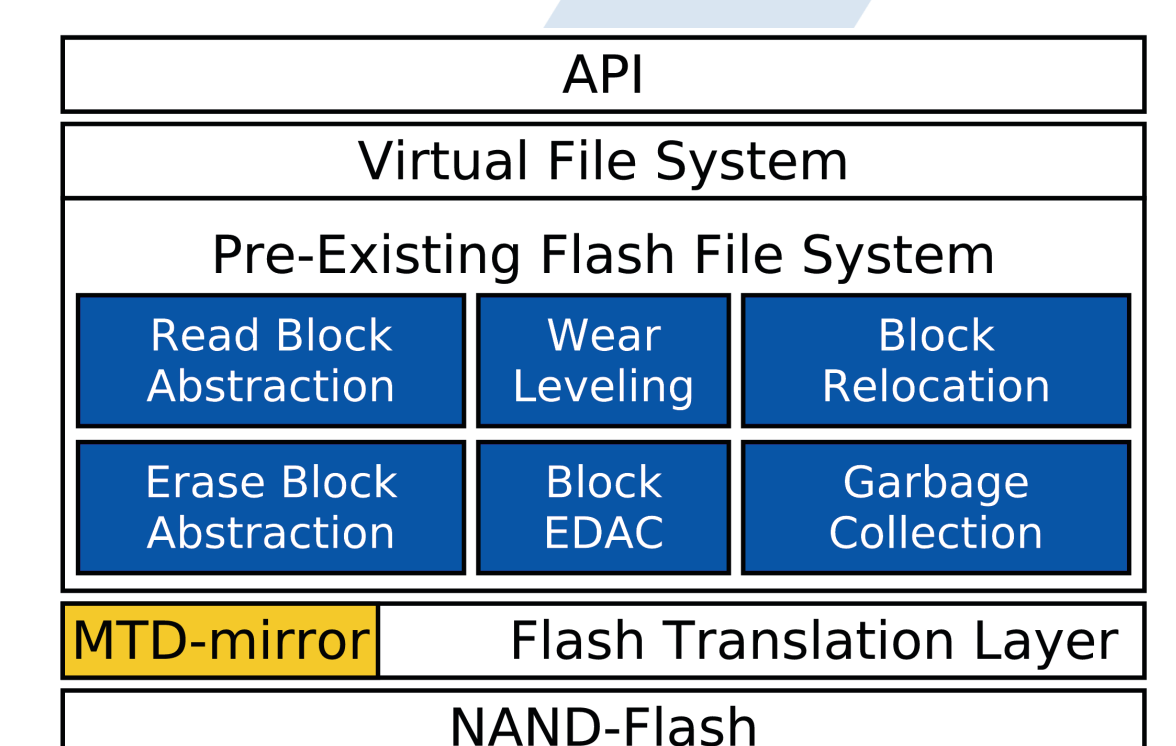 API
Virtual File System
Pre-Existing Flash File System
Read Block
Abstraction
Wear
Leveling
Block
Relocation
Erase Block
Abstraction
Block
EDAC
Garbage
Collection
MTD-mirror
Flash Translation Layer
NAND-Flash